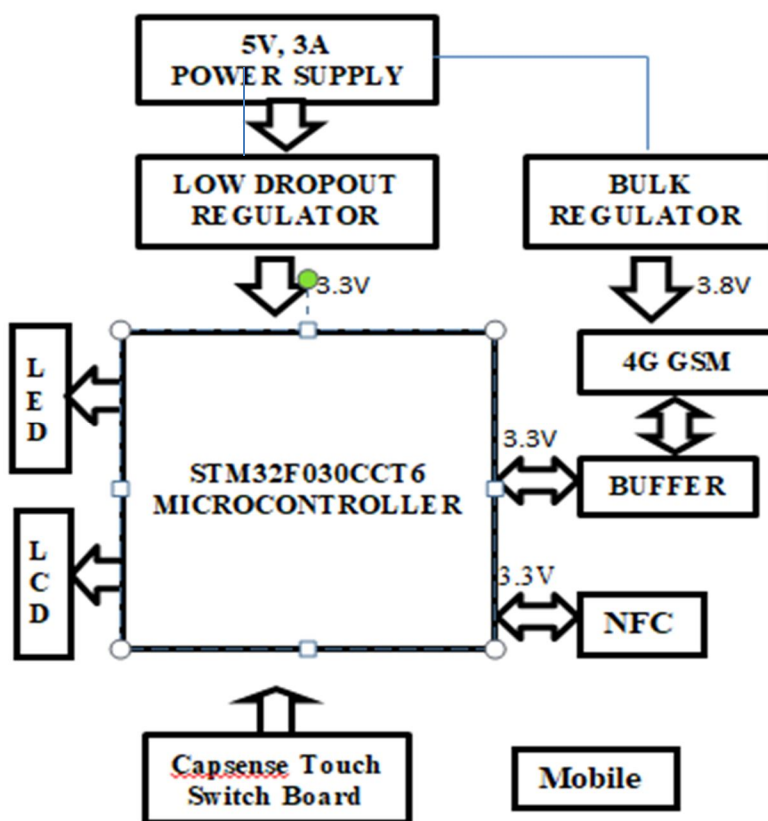 5V, 3A
POWER SUPPLY
LOW DROPOUT
REGULATOR
BULK
REGULATOR
3.3V
3.8V
L
E
D
4G GSM
3.3V
STM32F030CCT6
MICROCONTROLLER
BUFFER
L
C
D
3.3V
NFC
Capsense Touch
Switch Board
Mobile